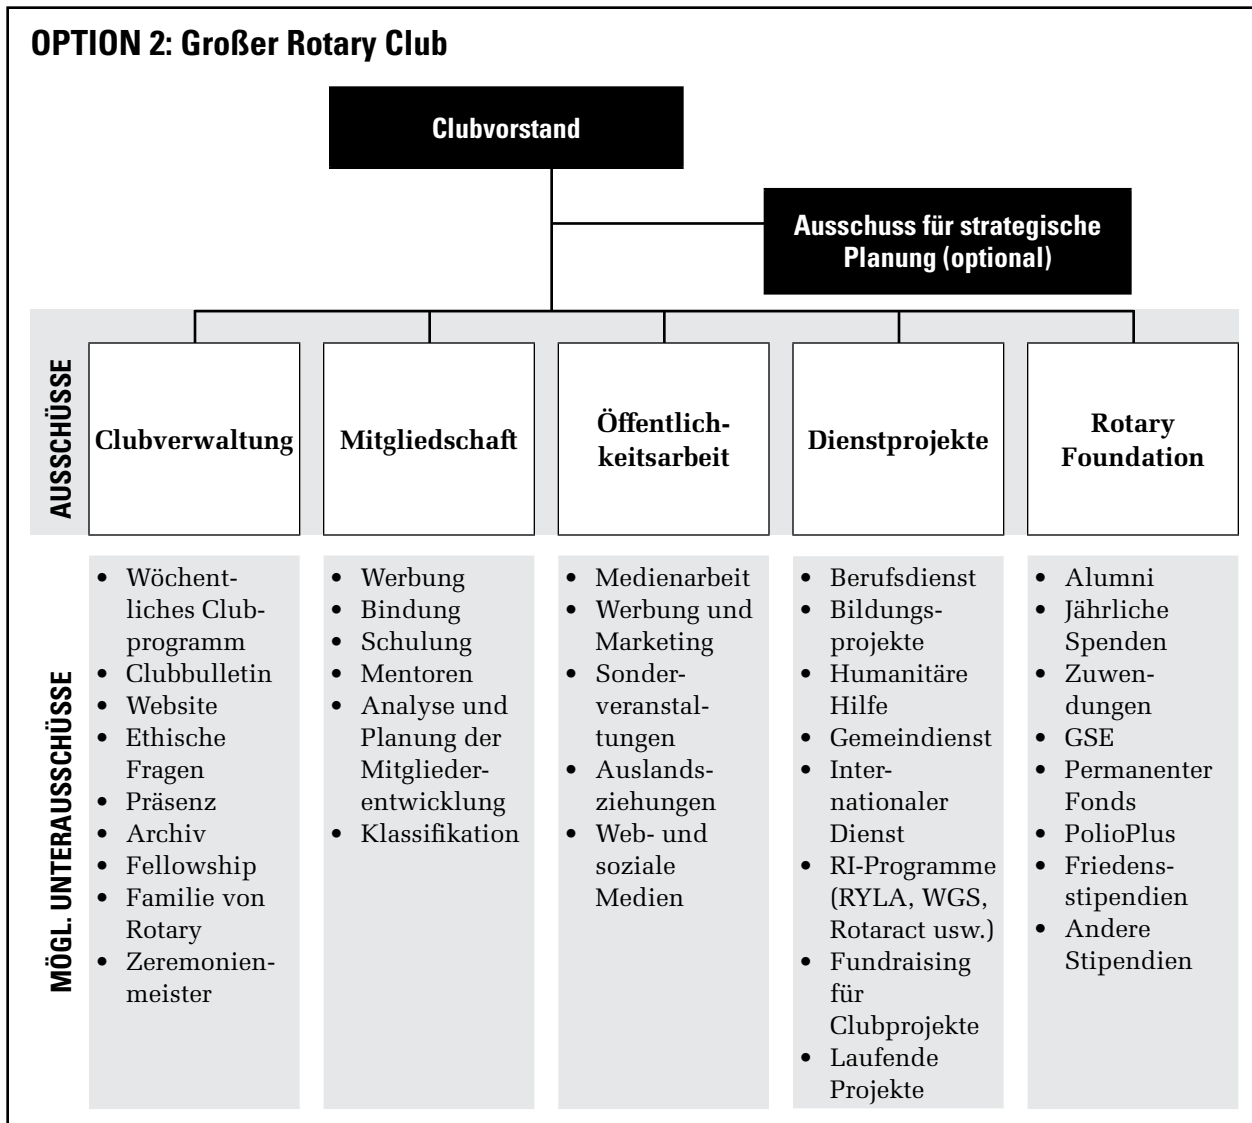 OPTION 2: Großer Rotary Club
Clubvorstand
Ausschuss für strategische
Planung (optional)
AUSSCHÜSSE
Clubverwaltung
Mitgliedschaft
Öffentlich-
keitsarbeit
Dienstprojekte
Rotary
Foundation
MÖGL. UNTERAUSSCHÜSSE
• Wöchent-
liches Club-
programm
• Clubbulletin
• Website
• Ethische
Fragen
• Präsenz
• Archiv
• Fellowship
• Familie von
Rotary
• Zeremonien-
meister
• Werbung
• Bindung
• Schulung
• Mentoren
• Analyse und
Planung der
Mitglieder-
entwicklung
• Klassifikation
• Medienarbeit
• Werbung und
Marketing
• Sonder-
veranstal-
tungen
• Auslands-
ziehungen
• Web- und
soziale
Medien
• Berufsdienst
• Bildungs-
projekte
• Humanitäre
Hilfe
• Gemeindienst
• Inter-
nationaler
Dienst
• RI-Programme
(RYLA, WGS,
Rotaract usw.)
• Fundraising
für
Clubprojekte
• Laufende
Projekte
• Alumni
• Jährliche
Spenden
• Zuwen-
dungen
• GSE
• Permanenter
Fonds
• PolioPlus
• Friedens-
stipendien
• Andere
Stipendien